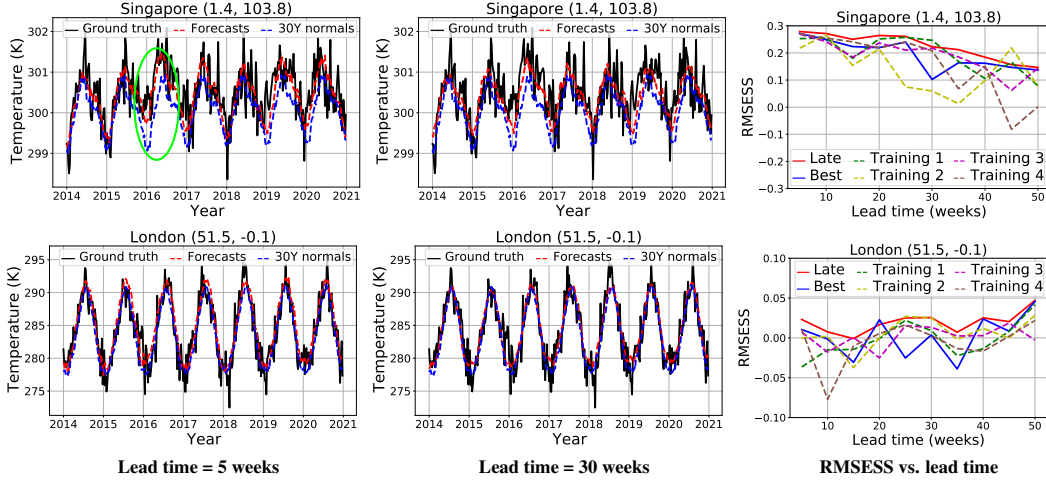 Singapore (1.4, 103.8)
Ground truth Forecasts 30Y normals
Temperature (K)
302
301
300
299
2014 2015 2016 2017 2018 2019 2020 2021
Year
Singapore (1.4, 103.8)
Ground truth Forecasts 30Y normals
Temperature (K)
302
301
300
299
2014 2015 2016 2017 2018 2019 2020 2021
Year
Singapore (1.4, 103.8)
RMSESS
0.3
0.2
0.1
0.0
−0.1
−0.2
−0.3
Late Training 1 Training 3
Best Training 2 Training 4
10 20 30 40 50
Lead time (weeks)
London (51.5, -0.1)
Ground truth Forecasts 30Y normals
Temperature (K)
295
290
285
280
275
2014 2015 2016 2017 2018 2019 2020 2021
Year
London (51.5, -0.1)
Ground truth Forecasts 30Y normals
Temperature (K)
295
290
285
280
275
2014 2015 2016 2017 2018 2019 2020 2021
Year
London (51.5, -0.1)
RMSESS
0.10
0.05
0.00
−0.05
−0.10
Late Training 1 Training 3
Best Training 2 Training 4
10 20 30 40 50
Lead time (weeks)
Lead time = 5 weeks
Lead time = 30 weeks
RMSESS vs. lead time